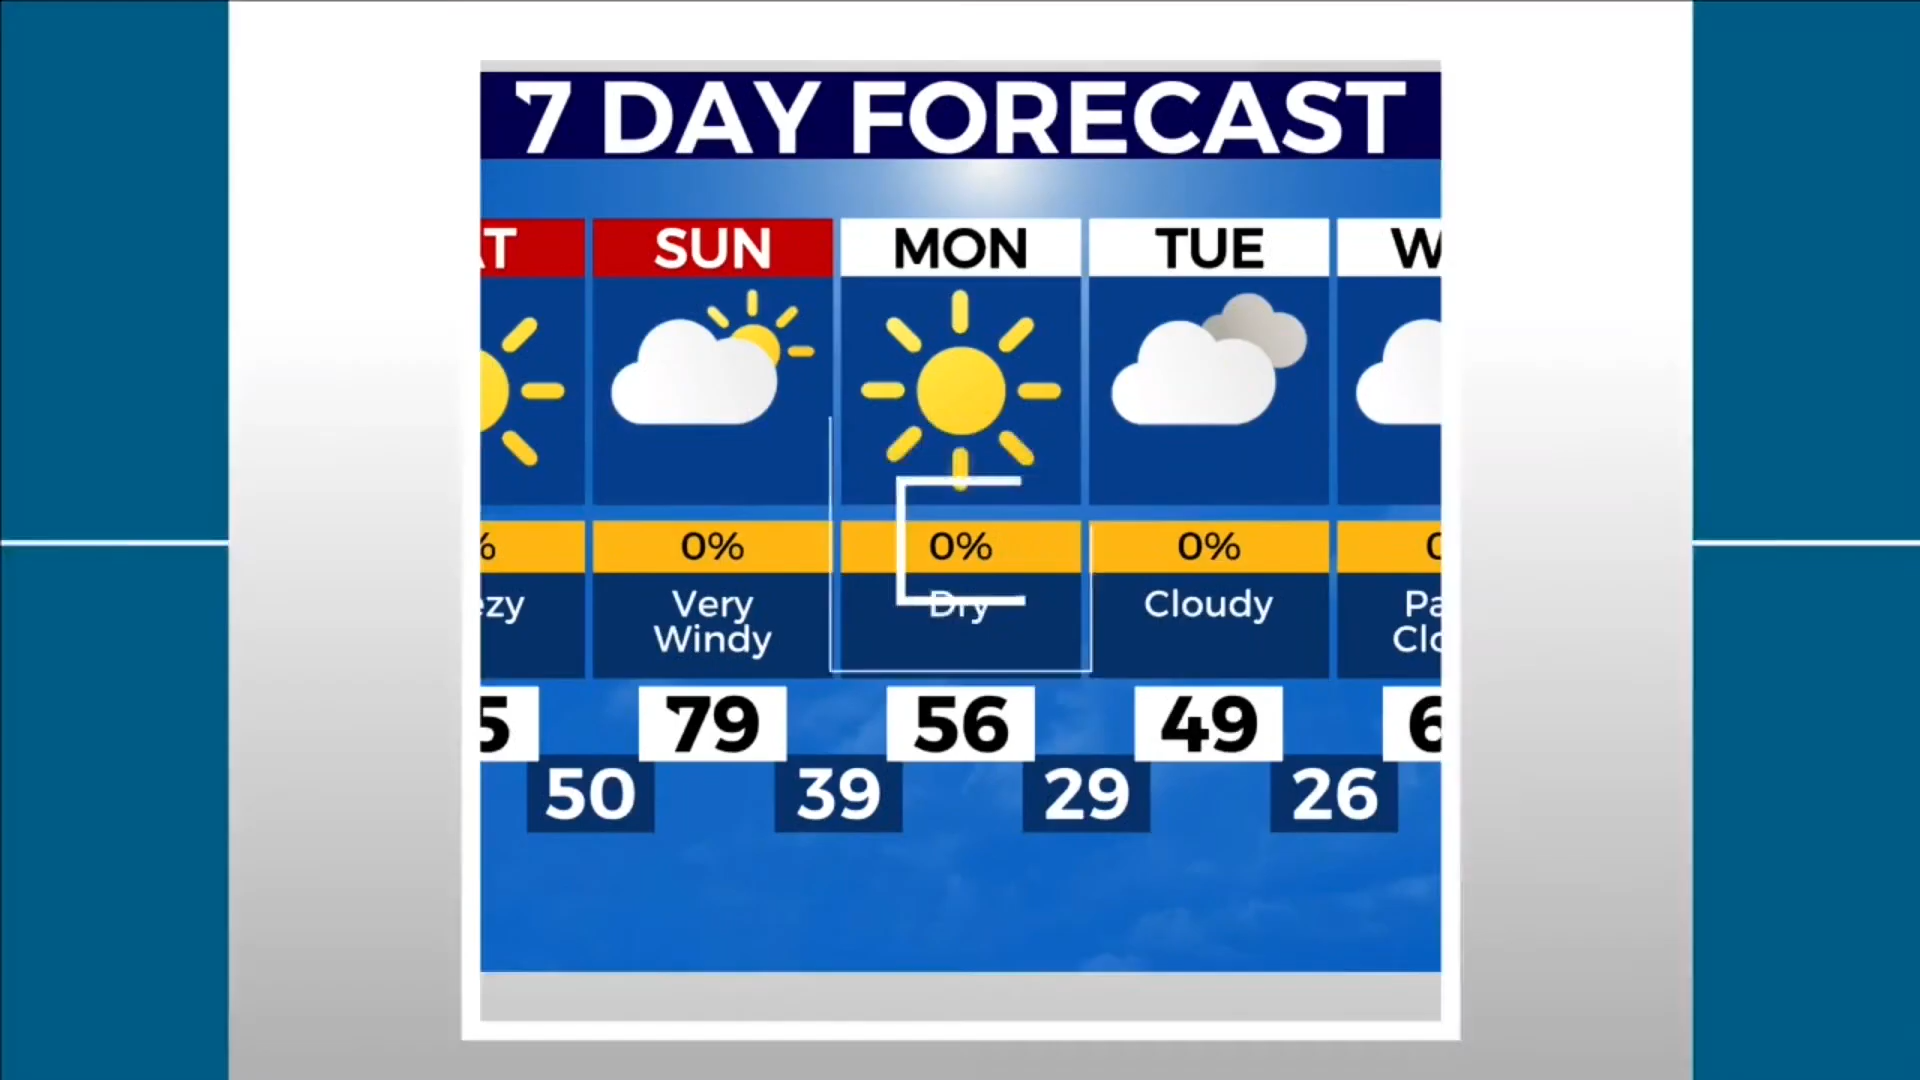 7 DAY FORECAST
SUN MON TUE
0% 0% 0%
Very Windy
Dry
Cloudy
79 56 49
50 39 29 26